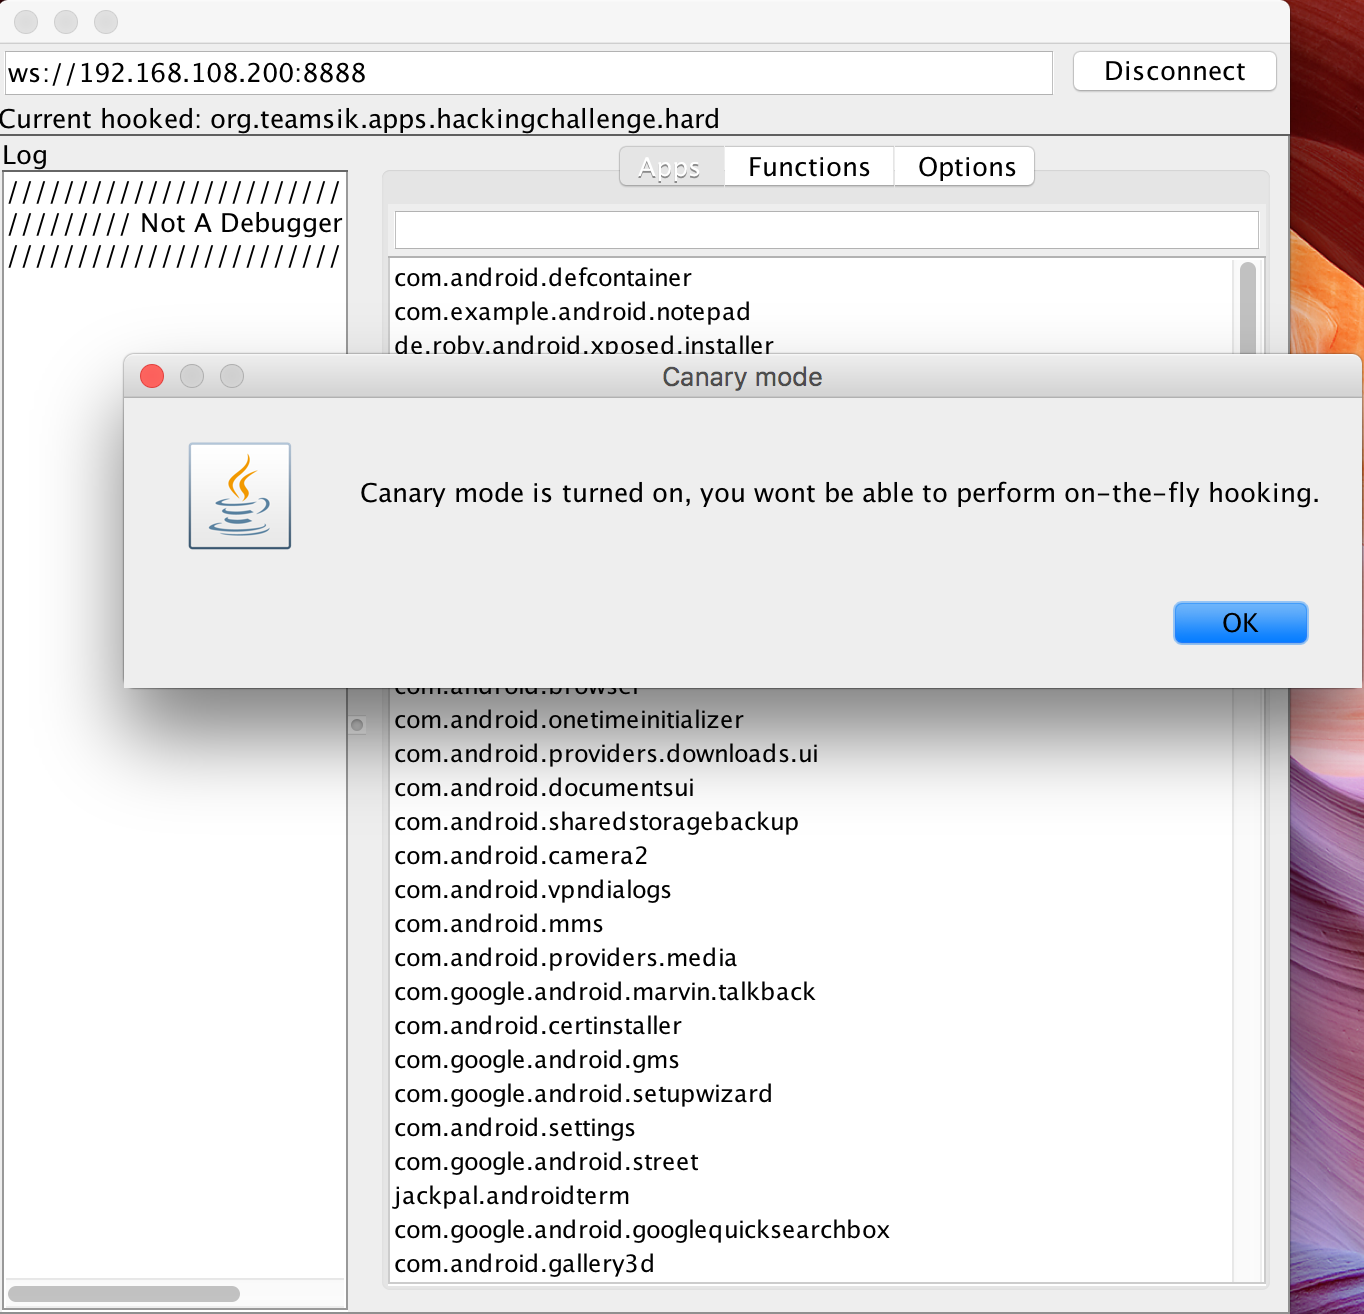 ws://192.168.108.200:8888
Disconnect
Current hooked: org.teamsik.apps.hackingchallenge.hard
Log
////////////////////////
///////// Not A Debugger
////////////////////////
Apps
Functions
Options
com.android.defcontainer
com.example.android.notepad
de.robv.android.xposed.installer
Canary mode
Canary mode is turned on, you wont be able to perform on-the-fly hooking.
OK
com.android.browser
com.android.onetimeinitializer
com.android.providers.downloads.ui
com.android.documentsui
com.android.sharedstoragebackup
com.android.camera2
com.android.vpndialogs
com.android.mms
com.android.providers.media
com.google.android.marvin.talkback
com.android.certinstaller
com.google.android.gms
com.google.android.setupwizard
com.android.settings
com.google.android.street
jackpal.androidterm
com.google.android.googlequicksearchbox
com.android.gallery3d